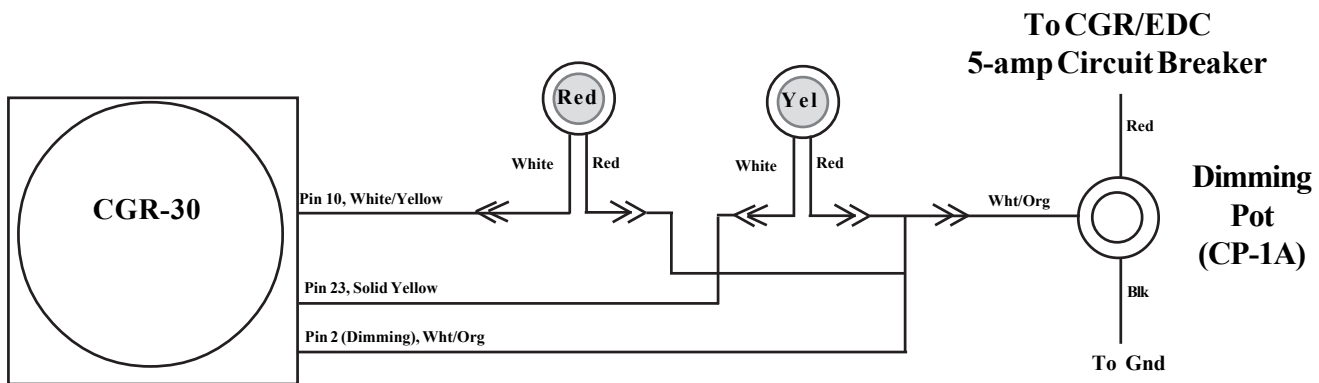 To CGR/EDC
5-amp Circuit Breaker
Red
Yel
Red
White
Red
White
Red
CGR-30
Pin 10, White/Yellow
Wht/Org
Dimming
Pot
(CP-1A)
Pin 23, Solid Yellow
Blk
Pin 2 (Dimming), Wht/Org
To Gnd